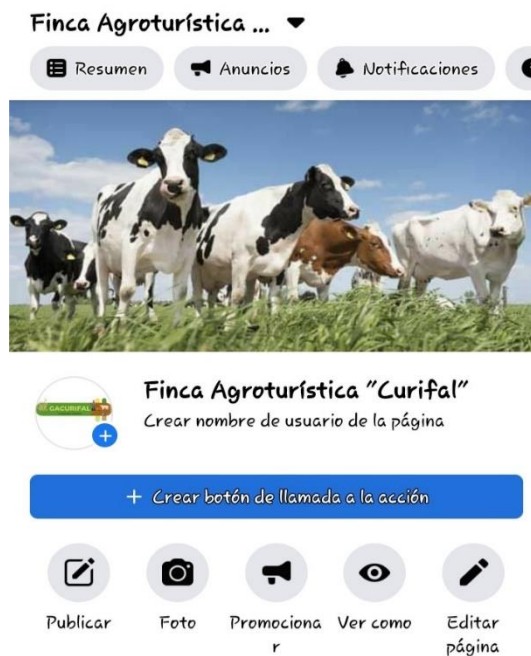 Finca Agroturística ...
Resumen
Anuncios
Notificaciones
GACURIFAL
Finca Agroturística "Curifal"
Crear nombre de usuario de la página
+ Crear botón de llamada a la acción
Publicar
Foto
Promociona
r
Ver como
Editar
página